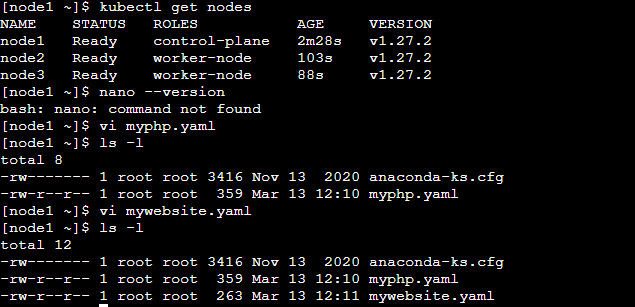 [node1 ~]$ kubectl get nodes
NAME    STATUS   ROLES           AGE     VERSION
node1   Ready    control-plane   2m28s   v1.27.2
node2   Ready    worker-node     103s    v1.27.2
node3   Ready    worker-node     88s     v1.27.2
[node1 ~]$ nano --version
bash: nano: command not found
[node1 ~]$ vi myphp.yaml
[node1 ~]$ ls -l
total 8
-rw------- 1 root root 3416 Nov 13  2020 anaconda-ks.cfg
-rw-r--r-- 1 root root  359 Mar 13 12:10 myphp.yaml
[node1 ~]$ vi mywebsite.yaml
[node1 ~]$ ls -l
total 12
-rw------- 1 root root 3416 Nov 13  2020 anaconda-ks.cfg
-rw-r--r-- 1 root root  359 Mar 13 12:10 myphp.yaml
-rw-r--r-- 1 root root  263 Mar 13 12:11 mywebsite.yaml